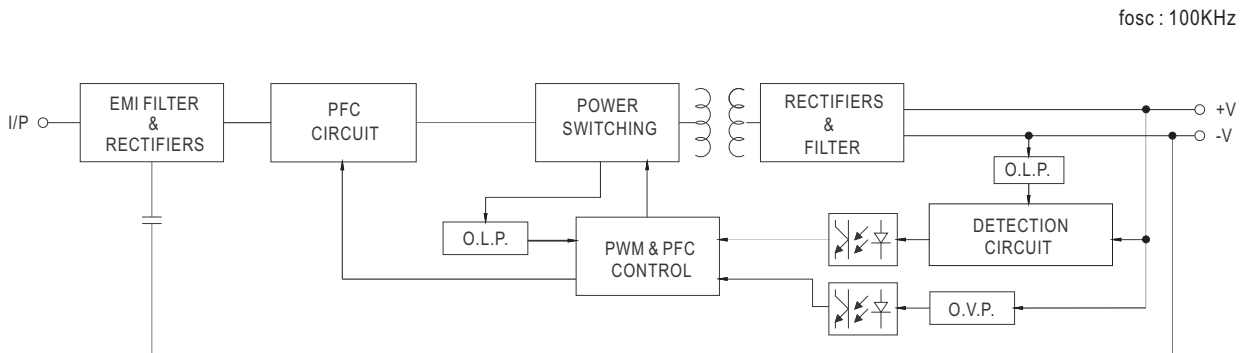 fosc : 100KHz
I/P
EMI FILTER
&
RECTIFIERS
PFC
CIRCUIT
POWER
SWITCHING
RECTIFIERS
&
FILTER
+V
-V
O.L.P.
O.L.P.
PWM & PFC
CONTROL
DETECTION
CIRCUIT
O.V.P.